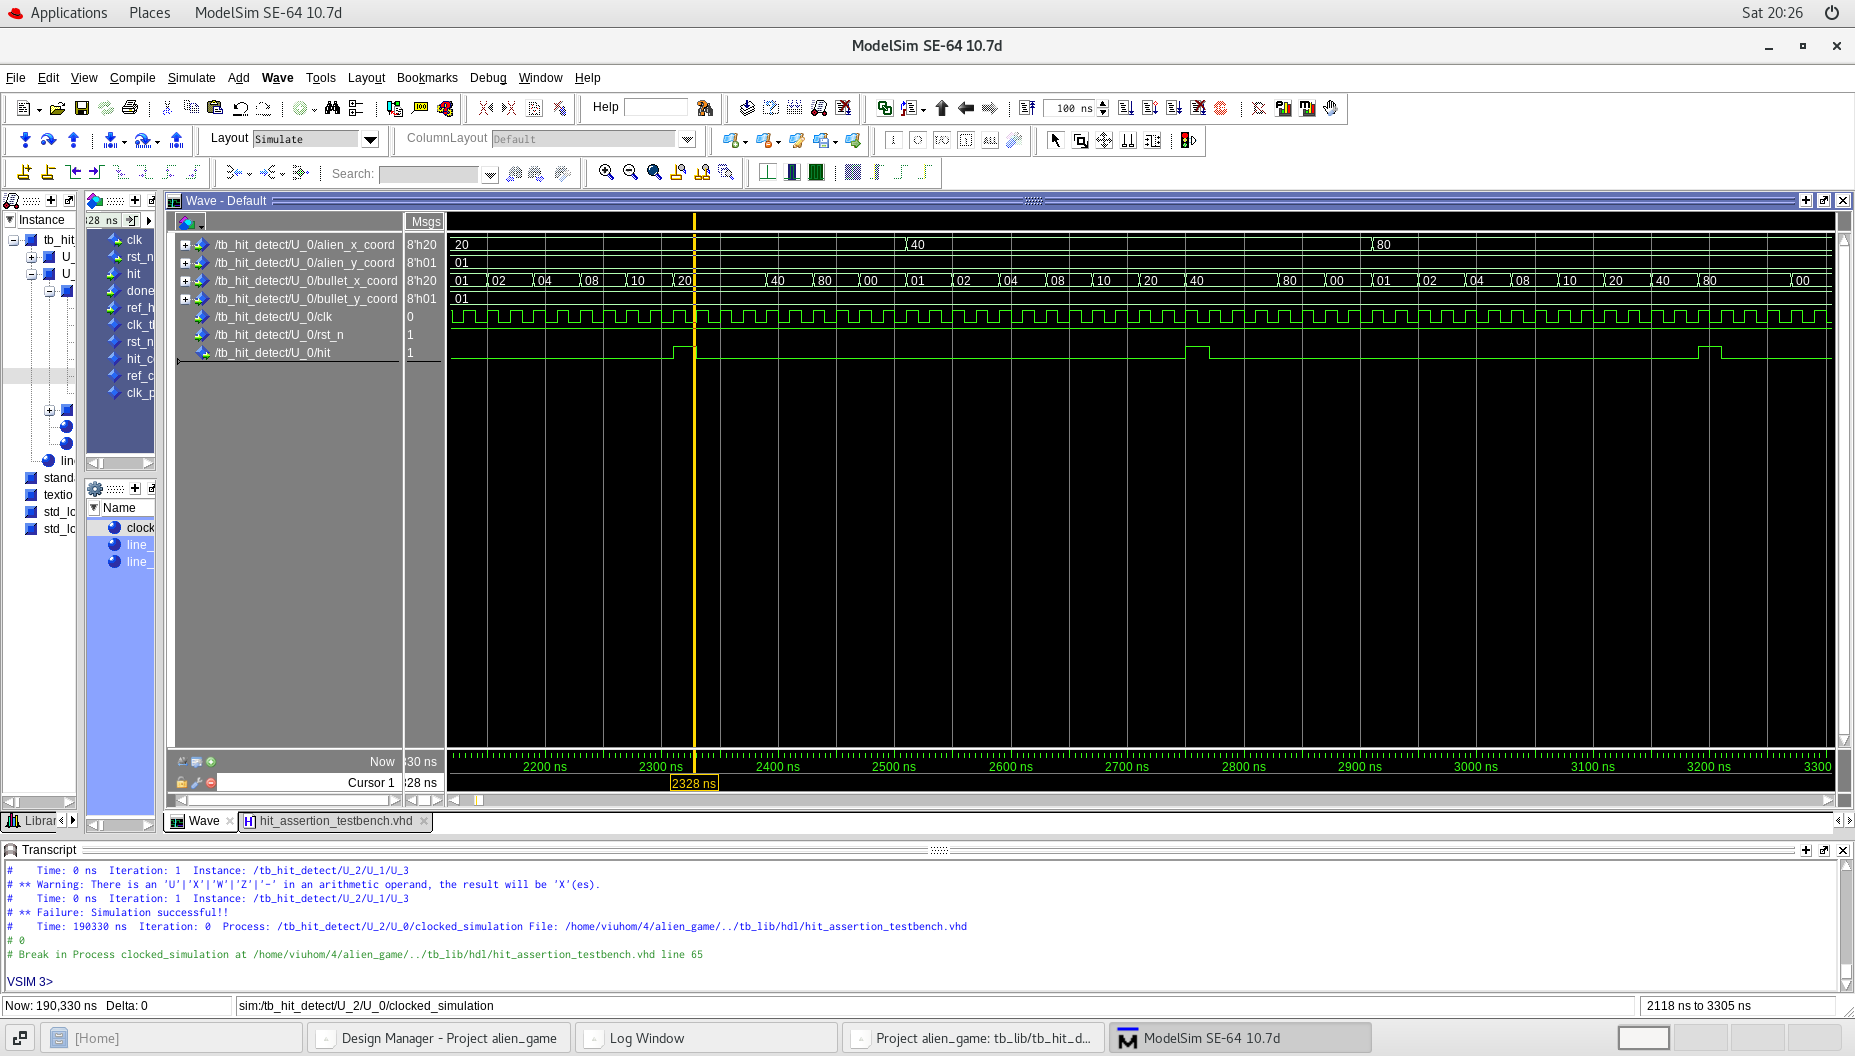 Applications Places ModelSim SE-64 10.7d Sat 20:26
ModelSim SE-64 10.7d
File Edit View Compile Simulate Add Wave Tools Layout Bookmarks Debug Window Help
Help 100 ns
Layout Simulate ColumnLayout Default
Search:
Wave - Default
Instance
tb_hit
U_
U_
stand
textio
std_lo
std_lo
Librar
clk
rst_n
hit
done
ref_h
rst_n
hit_c
ref_c
clk_p
Name
clock
line_
line_
Msgs
/tb_hit_detect/U_0/alien_x_coord 8'h20 20 40 80
/tb_hit_detect/U_0/alien_y_coord 8'h01 01
/tb_hit_detect/U_0/bullet_x_coord 8'h20 01 02 04 08 10 20 40 80 00 01 02 04 08 10 20 40 80 00 01 02 04 08 10 20 40 80 00
/tb_hit_detect/U_0/bullet_y_coord 8'h01 01
/tb_hit_detect/U_0/clk 0
/tb_hit_detect/U_0/rst_n 1
/tb_hit_detect/U_0/hit 1
Now 330 ns 2200 ns 2300 ns 2400 ns 2500 ns 2600 ns 2700 ns 2800 ns 2900 ns 3000 ns 3100 ns 3200 ns 3300
Cursor 1 328 ns 2328 ns
Wave hit_assertion_testbench.vhd
Transcript
# Time: 0 ns Iteration: 1 Instance: /tb_hit_detect/U_2/U_1/U_3
# ** Warning: There is an 'U'|'X'|'W'|'Z'|'-' in an arithmetic operand, the result will be 'X'(es).
# Time: 0 ns Iteration: 1 Instance: /tb_hit_detect/U_2/U_1/U_3
# ** Failure: Simulation successful!!
# Time: 190330 ns Iteration: 0 Process: /tb_hit_detect/U_2/U_0/clocked_simulation File: /home/viuhom/4/alien_game/../tb_lib/hdl/hit_assertion_testbench.vhd
# 0
# Break in Process clocked_simulation at /home/viuhom/4/alien_game/../tb_lib/hdl/hit_assertion_testbench.vhd line 65
VSIM 3>
Now: 190,330 ns Delta: 0 sim:/tb_hit_detect/U_2/U_0/clocked_simulation 2118 ns to 3305 ns
[Home] Design Manager - Project alien_game Log Window Project alien_game: tb_lib/tb_hit_d... ModelSim SE-64 10.7d